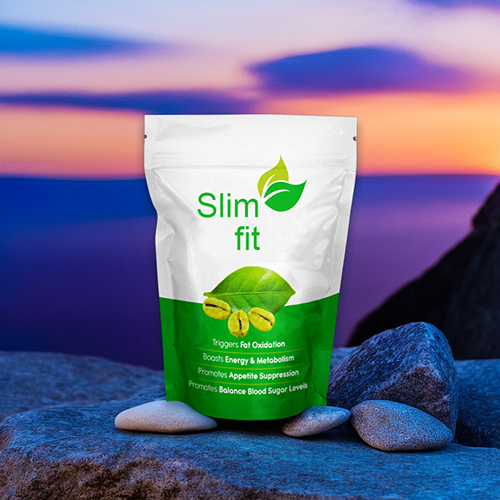 Slim
fit
Triggers Fat Oxidation
Boosts Energy & Metabolism
Promotes Appetite Suppression
Promotes Balance Blood Sugar Levels